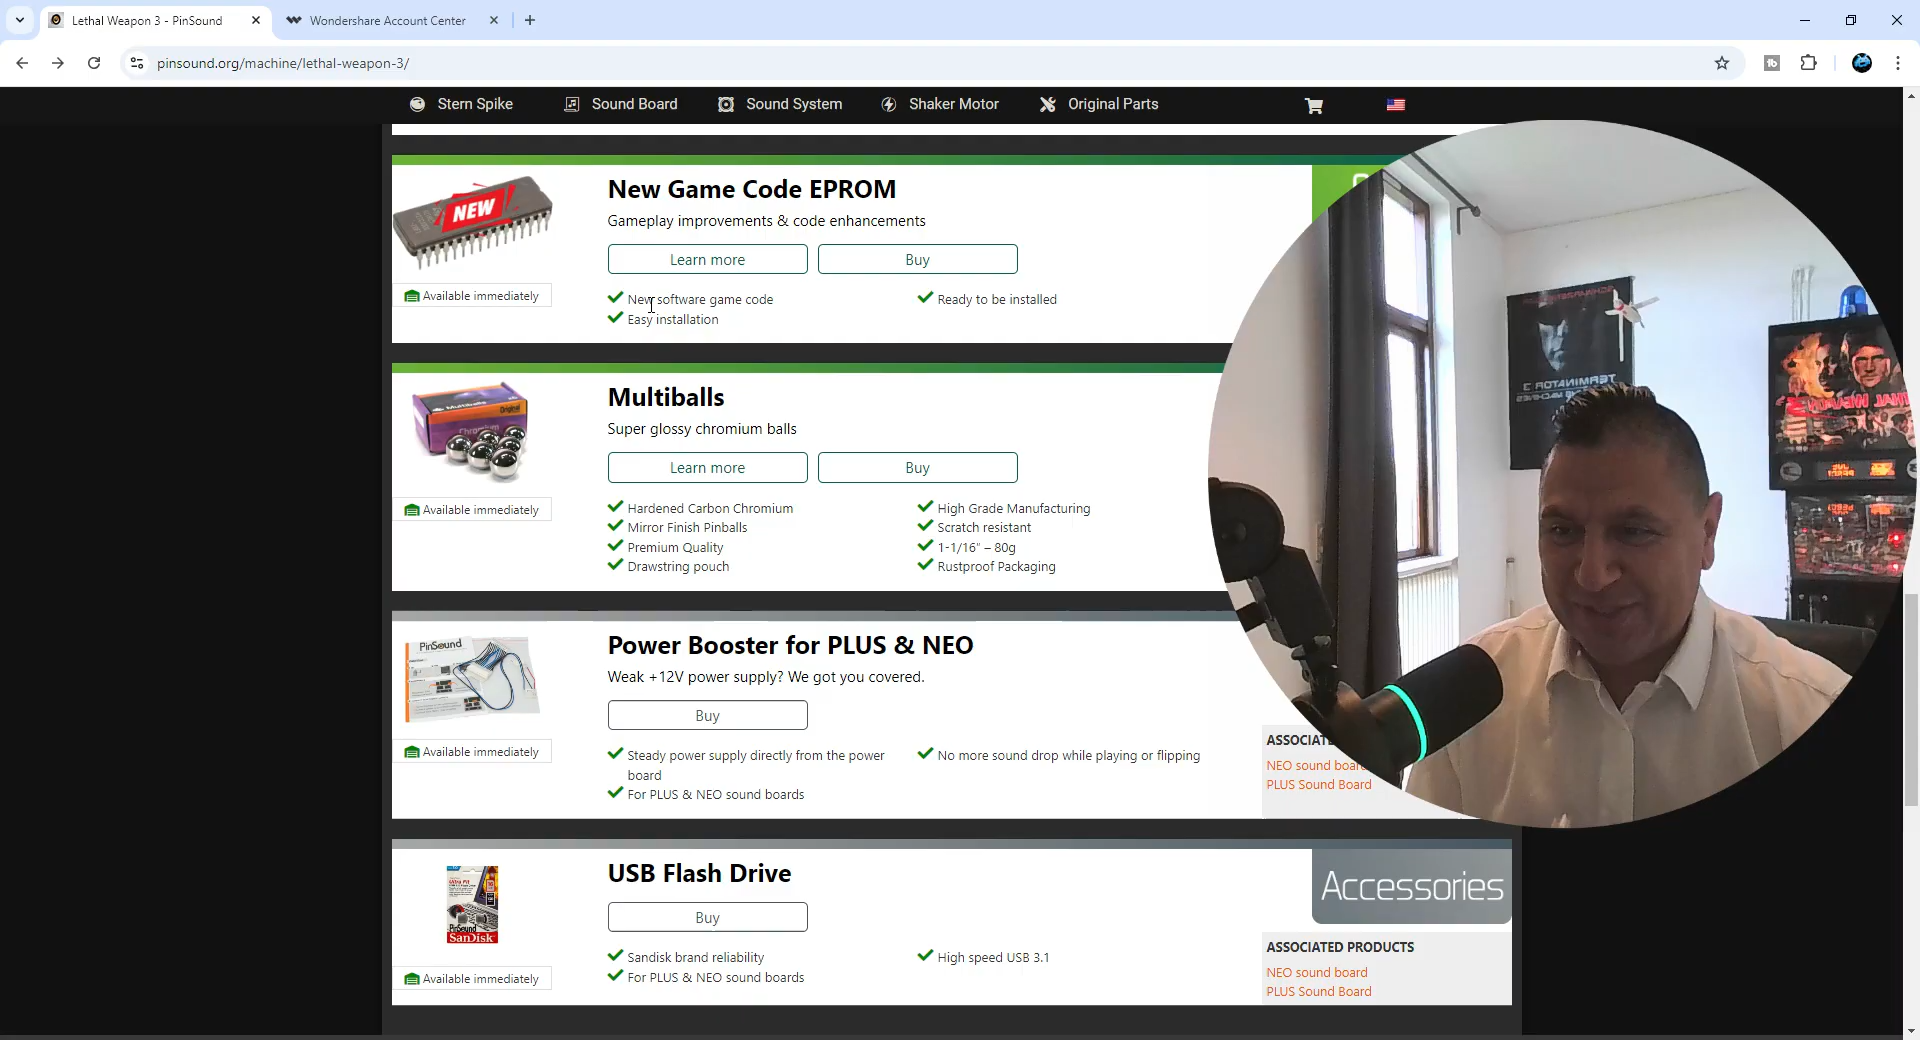 Lethal Weapon 3 - PinSound
Wondershare Account Center
pinsound.org/machine/lethal-weapon-3/
Stern Spike
Sound Board
Sound System
Shaker Motor
Original Parts
NEW
New Game Code EPROM
Gameplay improvements & code enhancements
Learn more
Buy
Available immediately
New software game code
Ready to be installed
Easy installation
Multiballs
Super glossy chromium balls
Learn more
Buy
Available immediately
Hardened Carbon Chromium
High Grade Manufacturing
Mirror Finish Pinballs
Scratch resistant
Premium Quality
1-1/16" – 80g
Drawstring pouch
Rustproof Packaging
PinSound
Power Booster for PLUS & NEO
Weak +12V power supply? We got you covered.
Buy
Available immediately
Steady power supply directly from the power
board
No more sound drop while playing or flipping
For PLUS & NEO sound boards
NEO sound
PLUS Sound Board
TERMINATOR 3
SanDisk
USB Flash Drive
Buy
Available immediately
Sandisk brand reliability
High speed USB 3.1
For PLUS & NEO sound boards
Accessories
ASSOCIATED PRODUCTS
NEO sound board
PLUS Sound Board